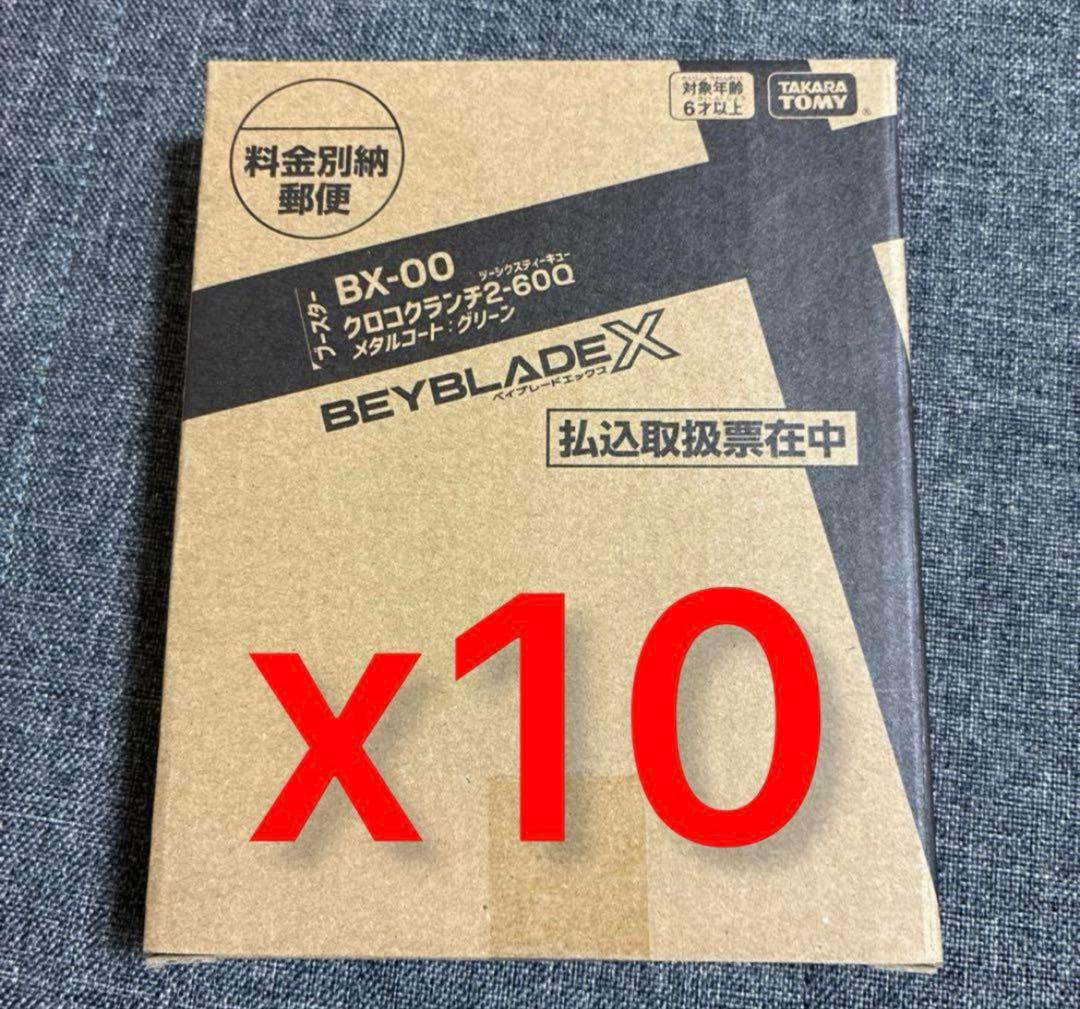 対象年齢
6才以上
TAKARA
TOMY
料金別納
郵便
ブースター
BX-00
ツーシックスティーキュー
クロコクランチ2-60Q
メタルコート:グリーン
BEYBLADE X
ベイブレードエックス
払込取扱票在中
x10